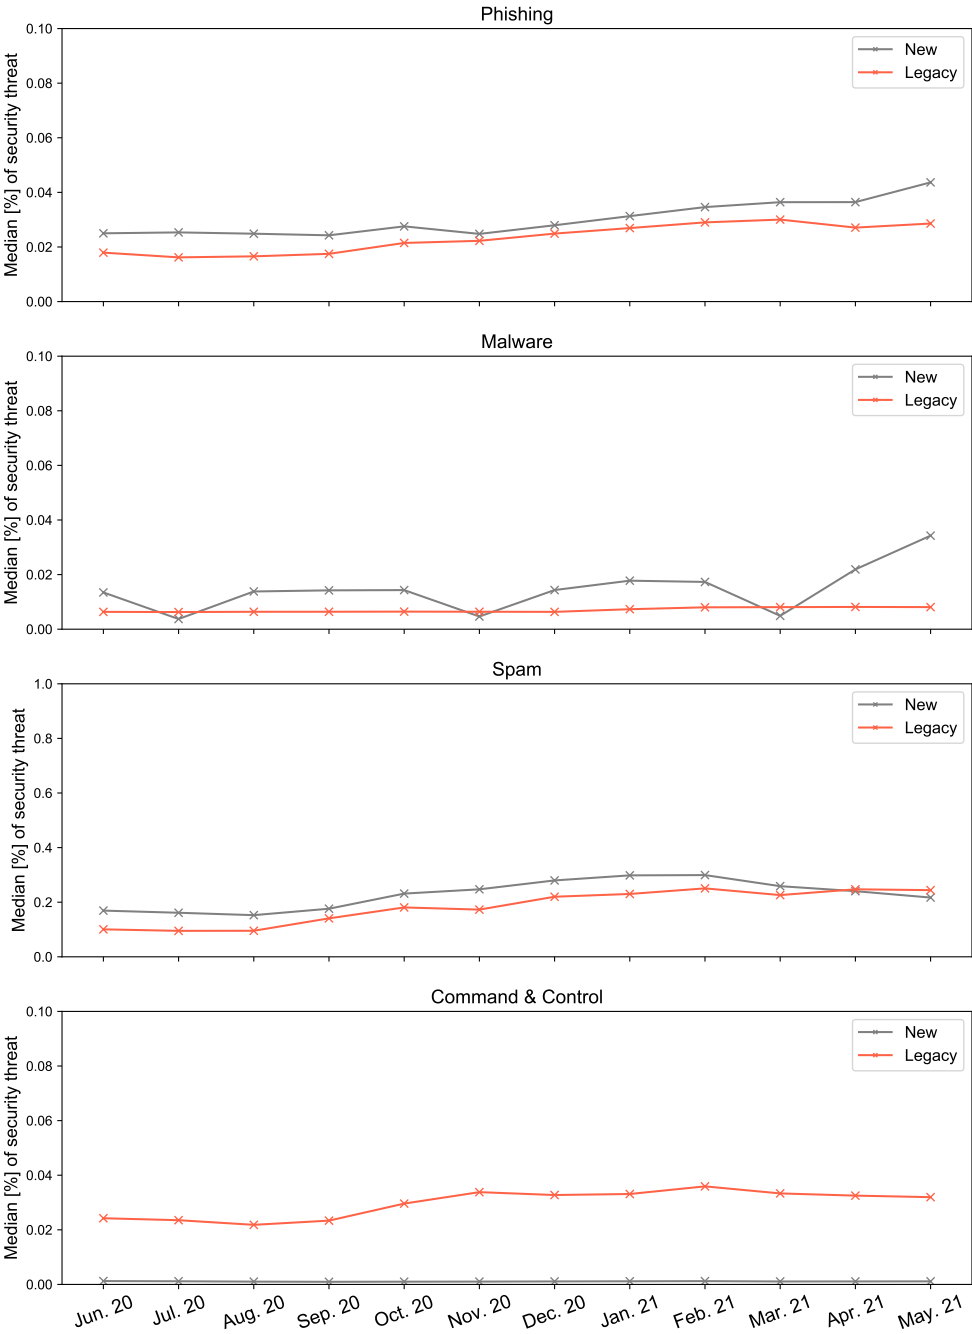 Phishing
Median [%] of security threat
0.10
0.08
0.06
0.04
0.02
0.00
New
Legacy
Malware
Median [%] of security threat
0.10
0.08
0.06
0.04
0.02
0.00
New
Legacy
Spam
Median [%] of security threat
1.0
0.8
0.6
0.4
0.2
0.0
New
Legacy
Command & Control
Median [%] of security threat
0.10
0.08
0.06
0.04
0.02
0.00
New
Legacy
Jun. 20 Jul. 20 Aug. 20 Sep. 20 Oct. 20 Nov. 20 Dec. 20 Jan. 21 Feb. 21 Mar. 21 Apr. 21 May. 21